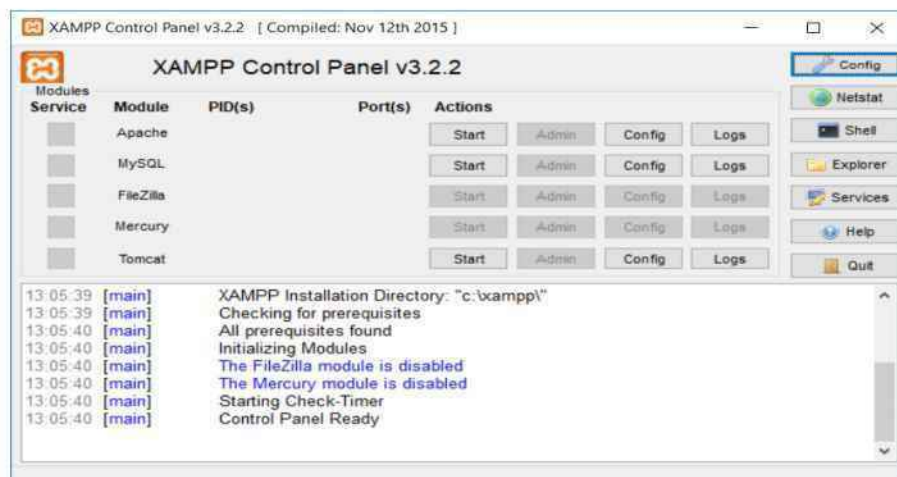 XAMPP Control Panel v3.2.2 [ Compiled: Nov 12th 2015 ]
XAMPP Control Panel v3.2.2
Config
Modules
Service Module PID(s) Port(s) Actions
Netstat
Apache Start Admin Config Logs
Shell
MySQL Start Admin Config Logs
Explorer
FileZilla Start Admin Config Logs
Services
Mercury Start Admin Config Logs
Help
Tomcat Start Admin Config Logs
Quit
13:05:39 [main] XAMPP Installation Directory: "c:\xampp\"
13:05:39 [main] Checking for prerequisites
13:05:40 [main] All prerequisites found
13:05:40 [main] Initializing Modules
13:05:40 [main] The FileZilla module is disabled
13:05:40 [main] The Mercury module is disabled
13:05:40 [main] Starting Check-Timer
13:05:40 [main] Control Panel Ready